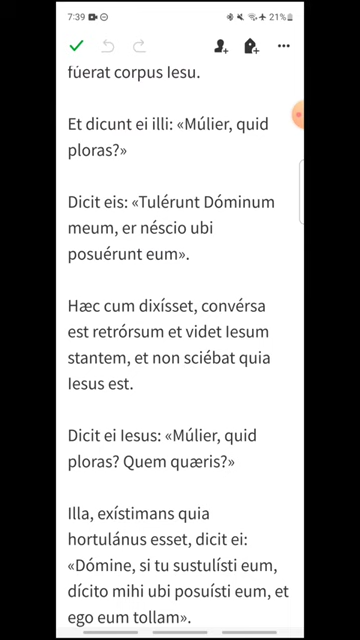 7:39
21%
fúerat corpus Iesu.
Et dicunt ei illi: «Múlier, quid
ploras?»
Dicit eis: «Tulérunt Dóminum
meum, er néscio ubi
posuérunt eum».
Hæc cum dixísset, convérsa
est retrórsum et videt Iesum
stantem, et non sciébat quia
Iesus est.
Dicit ei Iesus: «Múlier, quid
ploras? Quem quæris?»
Illa, exístimans quia
hortulánus esset, dicit ei:
«Dómine, si tu sustulísti eum,
dícito mihi ubi posuísti eum, et
ego eum tollam».